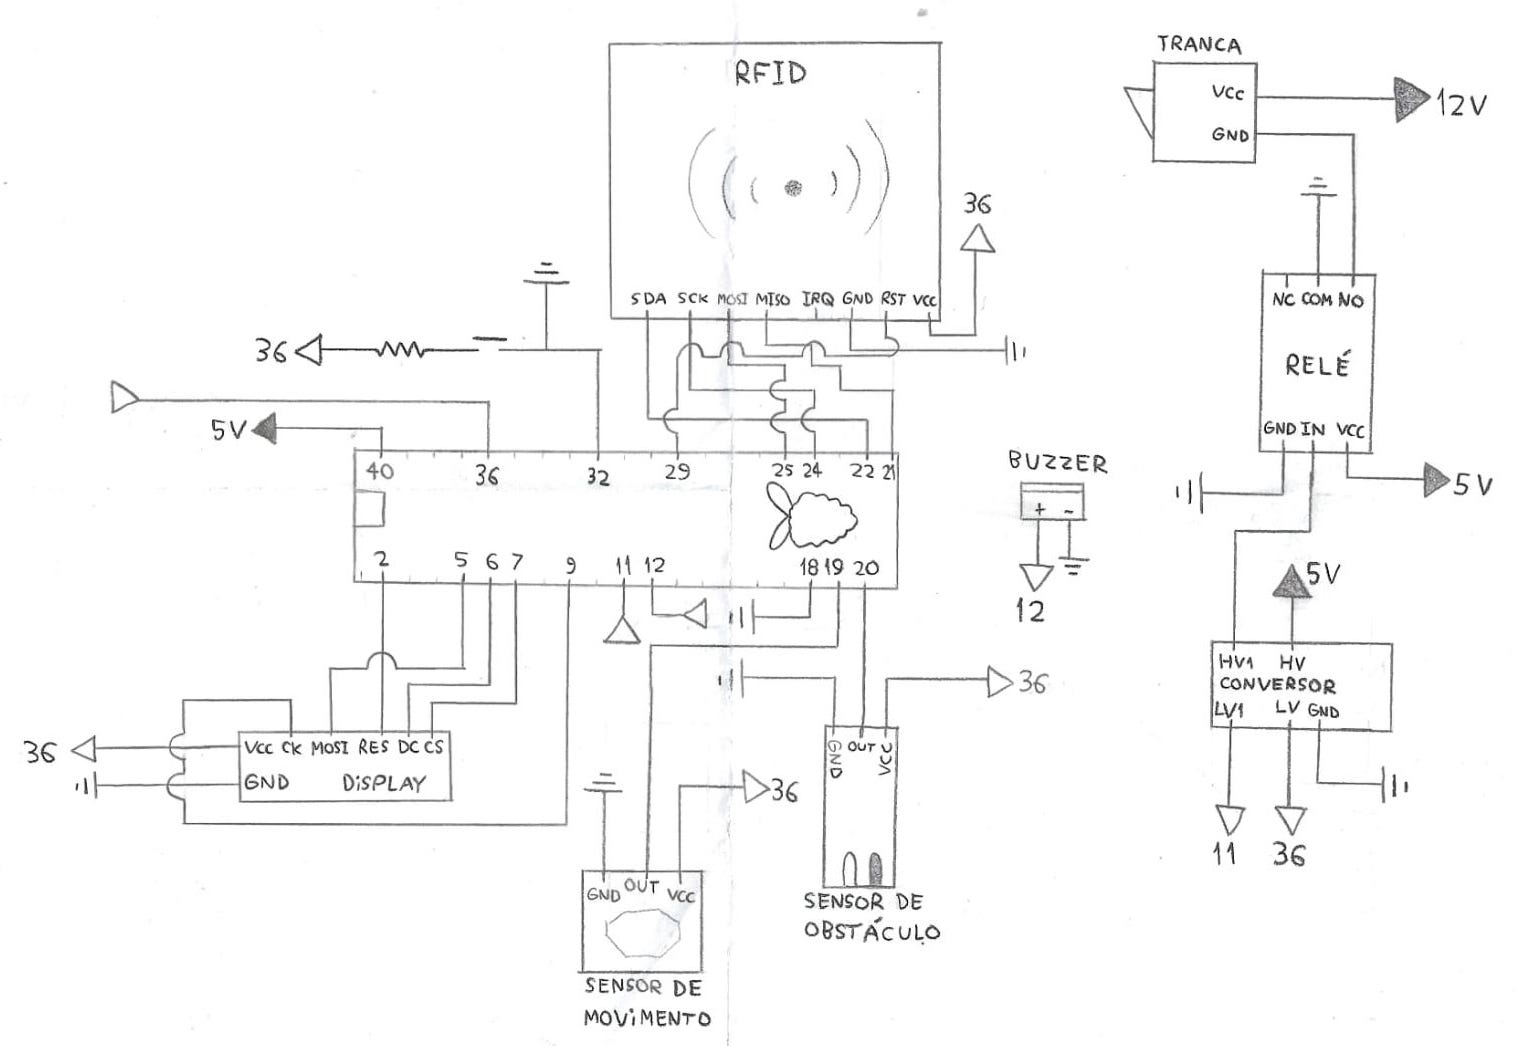 TRANCA
RFID
VCC
12V
GND
36
SDA SCK MOSI MISO IRQ GND RST VCC
NC COM NO
36
RELÉ
5V
GND IN VCC
BUZZER
40 36 32 29 25 24 22 21
5V
+ -
2 5 6 7 9 11 12 18 19 20
5V
12
HV1 HV
CONVERSOR
LV1 LV GND
36
36
VCC CK MOSI RES DC CS
GND DISPLAY
GND OUT VCC
36
11 36
GND OUT VCC
SENSOR DE
OBSTÁCULO
SENSOR DE
MOVIMENTO